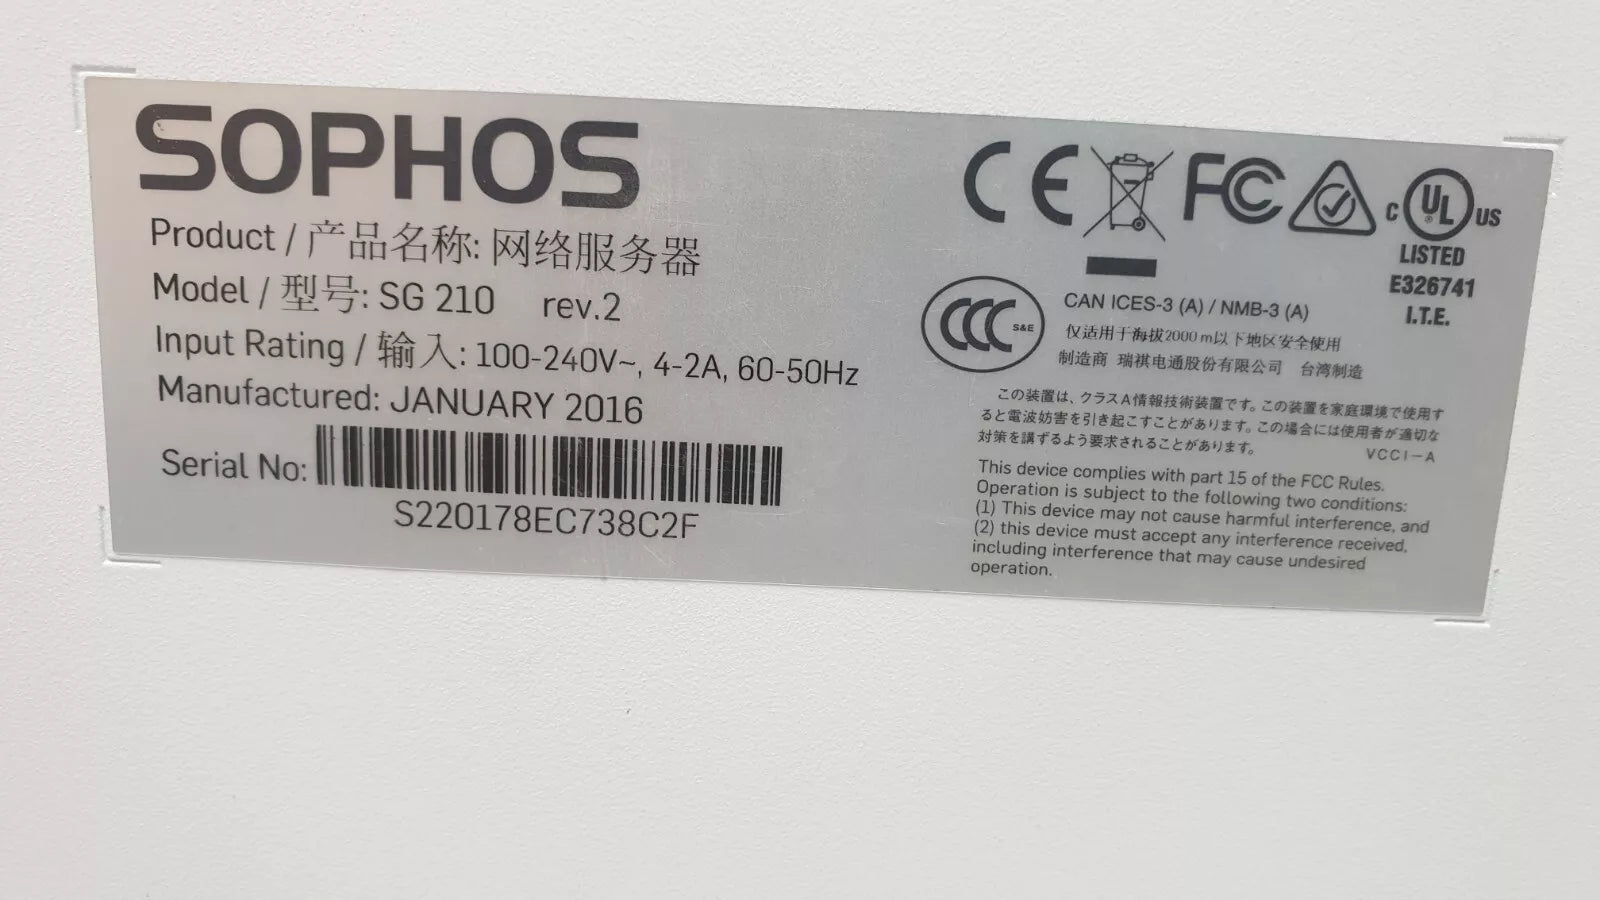 SOPHOS
Product / 产品名称: 网络服务器
Model / 型号: SG 210 rev.2
Input Rating / 输入: 100-240V~, 4-2A, 60-50Hz
Manufactured: JANUARY 2016
Serial No:
S220178EC738C2F
CE FC
C UL ® US
LISTED
E326741
I.T.E.
CCC S&E
CAN ICES-3 (A) / NMB-3 (A)
仅适用于海拔2000m以下地区安全使用
制造商 瑞祺电通股份有限公司 台湾制造
この装置は、クラスA情報技術装置です。この装置を家庭環境で使用す
ると電波妨害を引き起こすことがあります。この場合には使用者が適切な
対策を講ずるよう要求されることがあります。 VCCI-A
This device complies with part 15 of the FCC Rules.
Operation is subject to the following two conditions:
(1) This device may not cause harmful interference, and
(2) this device must accept any interference received,
including interference that may cause undesired
operation.